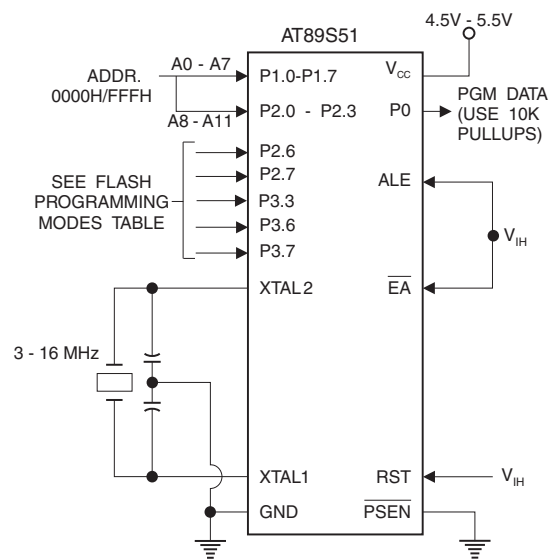 AT89S51
4.5V - 5.5V
ADDR.
0000H/FFFH
A0 - A7
A8 - A11
P1.0-P1.7
P2.0 - P2.3
P2.6
P2.7
P3.3
P3.6
P3.7
SEE FLASH
PROGRAMMING
MODES TABLE
XTAL2
3 - 16 MHz
XTAL1
GND
VCC
P0
PGM DATA
(USE 10K
PULLUPS)
ALE
VIH
EA
RST
VIH
PSEN